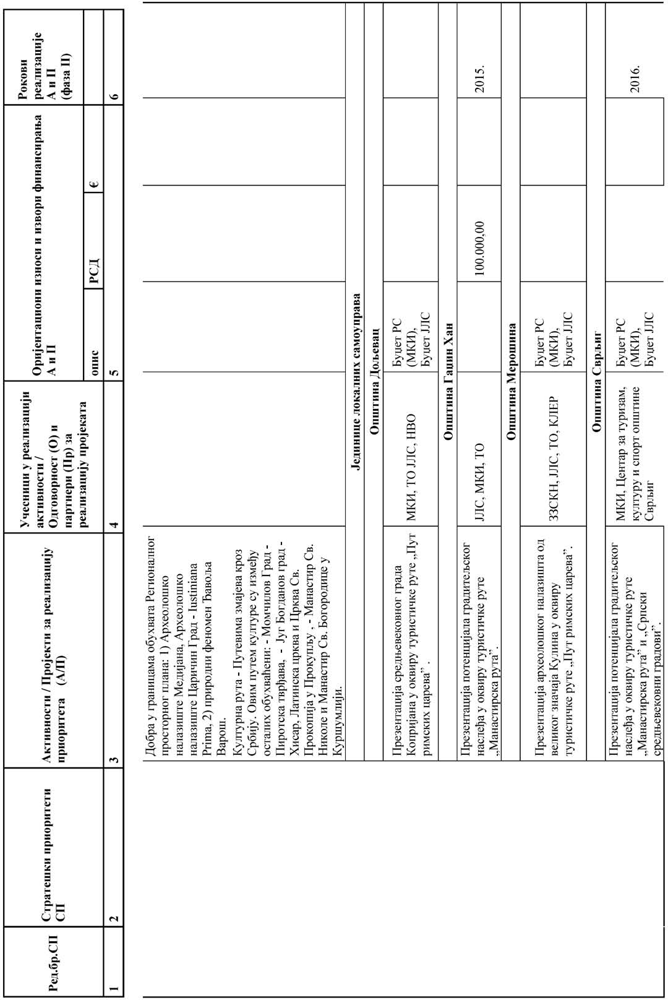 Ред.бр.СП
Стратешки приоритети
СП
Активности / Пројекти за реализацију
приоритета (А/П)
Учесници у реализацији
активности /
Одговорност (О) и
партнери (Пр) за
реализацију пројеката
Оријентациони износи и извори финансирања
А и П
опис
РСД
€
Рокови
реализације
А и П
(фаза II)
1
2
3
4
5
6
Добра у границама обухвата Регионалног
просторног плана: 1) Археолошко
налазиште Медијана, Археолошко
налазиште Царичин Град - Iustiniana
Prima, 2) природни феномен Ђавоља
Варош.
Културна рута - Путевима змајева кроз
Србију. Овим путем културе су између
осталих обухваћени: - Момчилов Град -
Пиротска тврђава, - Југ Богданов град -
Хисар, Латинска црква и Црква Св.
Прокопија у Прокупљу , - Манастир Св.
Николе и Манастир Св. Богородице у
Куршумлији.
Јединице локалних самоуправа
Општина Дољевац
Презентација средњевековног града
Копријана у оквиру туристичке руте „Пут
римских царева” .
МКИ, ТО ЈЛС, НВО
Буџет РС
(МКИ),
Буџет ЈЛС
Општина Гаџин Хан
Презентација потенцијала градитељског
наслеђа у оквиру туристичке руте
„Манастирска рута”.
ЈЛС, МКИ, ТО
100.000,00
2015.
Општина Мерошина
Презентација археолошког налазишта од
великог значаја Кулина у оквиру
туристичке руте „Пут римских царева”.
ЗЗСКН, ЈЛС, ТО, КЛЕР
Буџет РС
(МКИ),
Буџет ЈЛС
Општина Сврљиг
Презентација потенцијала градитељског
наслеђа у оквиру туристичке руте
„Манастирска рута” и „Српски
средњевековни градови”.
МКИ, Центар за туризам,
културу и спорт општине
Сврљиг
Буџет РС
(МКИ),
Буџет ЈЛС
2016.